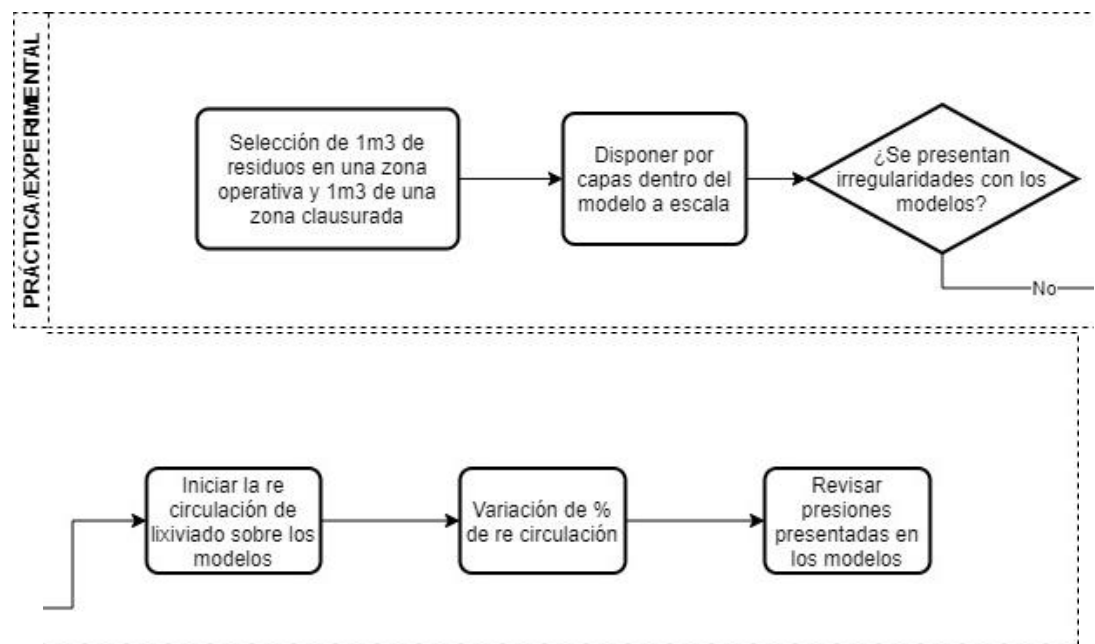 PRÁCTICA/EXPERIMENTAL
Selección de 1m3 de
residuos en una zona
operativa y 1m3 de una
zona clausurada
Disponer por
capas dentro del
modelo a escala
¿Se presentan
irregularidades con los
modelos?
No
Iniciar la re
circulación de
lixiviado sobre los
modelos
Variación de %
de re circulación
Revisar
presiones
presentadas en
los modelos